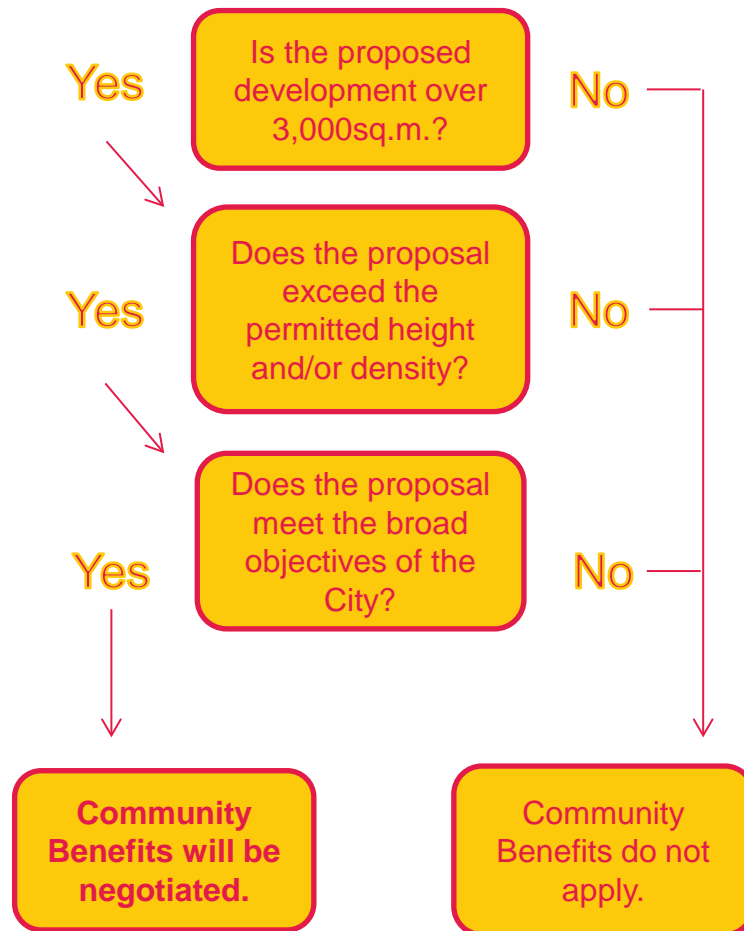 Yes
Is the proposed
development over
3,000sq.m.?
No
Yes
Does the proposal
exceed the
permitted height
and/or density?
No
Yes
Does the proposal
meet the broad
objectives of the
City?
No
Community
Benefits will be
negotiated.
Community
Benefits do not
apply.